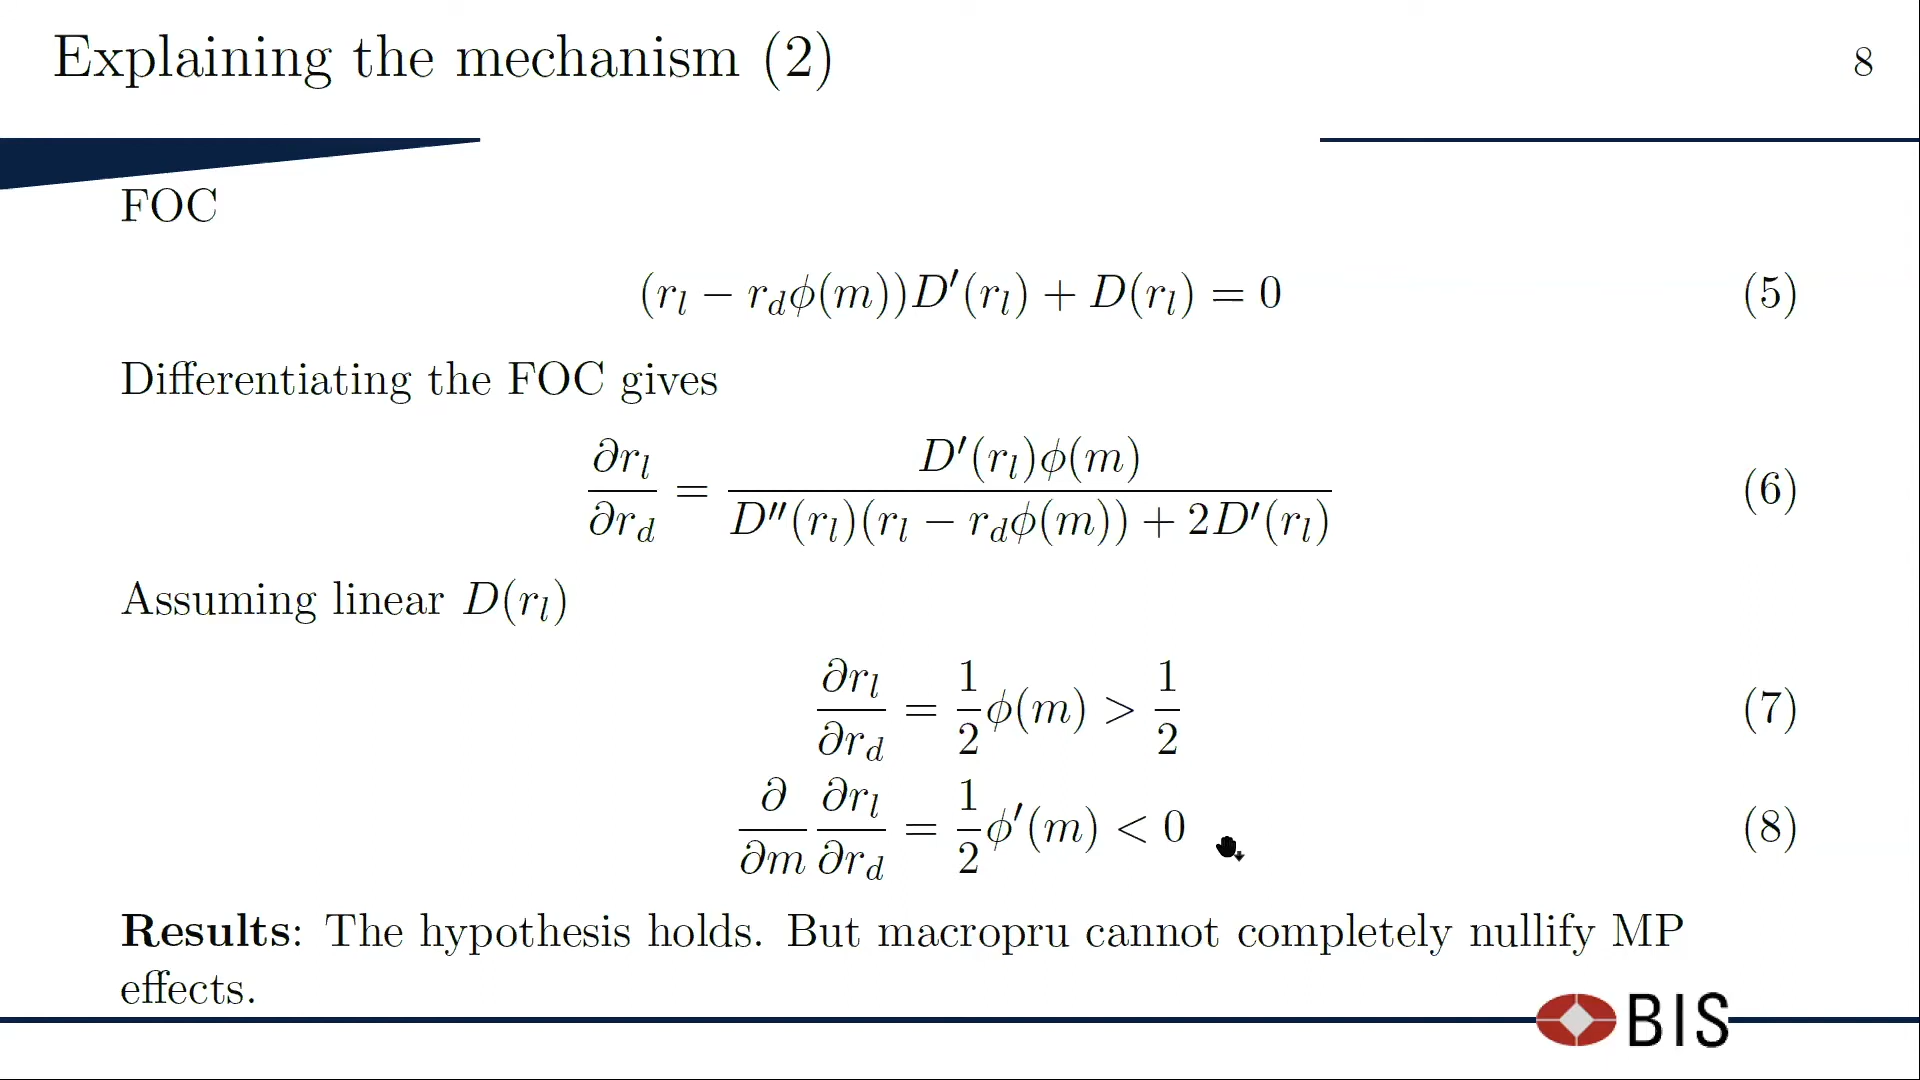 Explaining the mechanism (2)
8
FOC
(r_l − r_dϕ(m))D′(r_l) + D(r_l) = 0 (5)
Differentiating the FOC gives
∂r_l/∂r_d = D′(r_l)ϕ(m) / (D″(r_l)(r_l − r_dϕ(m)) + 2D′(r_l)) (6)
Assuming linear D(r_l)
∂r_l/∂r_d = 1/2 ϕ(m) > 1/2 (7)
∂/∂m ∂r_l/∂r_d = 1/2 ϕ′(m) < 0 (8)
Results: The hypothesis holds. But macropru cannot completely nullify MP
effects.
BIS